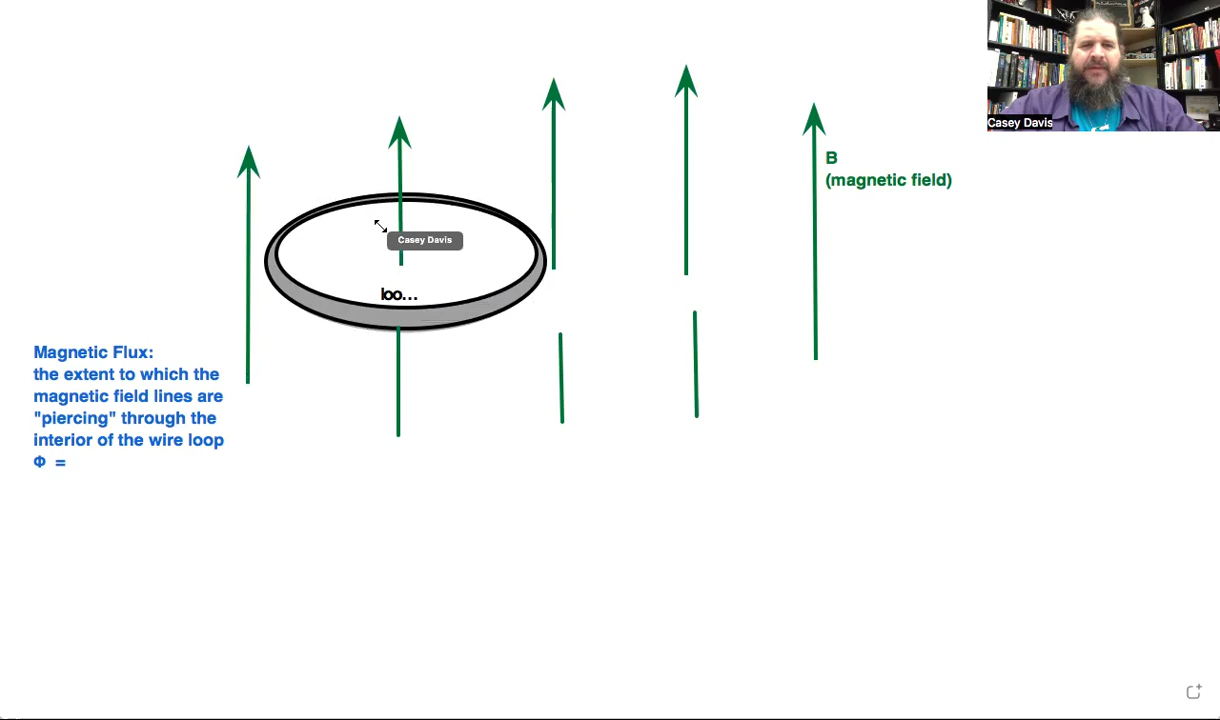 Casey Davis
B
(magnetic field)
Casey Davis
loo...
Magnetic Flux:
the extent to which the
magnetic field lines are
"piercing" through the
interior of the wire loop
Φ =